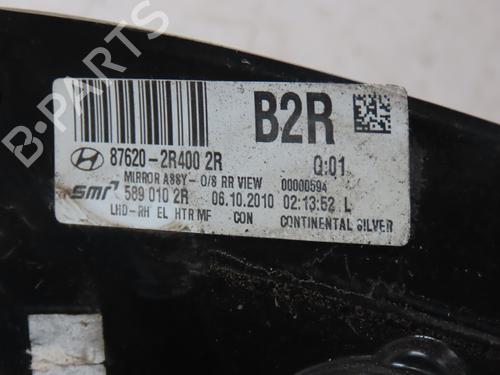 B2R
87620-2R400 2R Q:01
MIRROR ASSY- O/S RR VIEW 00000594
smr 589 010 2R 06.10.2010 02:13:52 L
LHD-RH EL HTR MF CON CONTINENTAL SILVER
B-PARTS